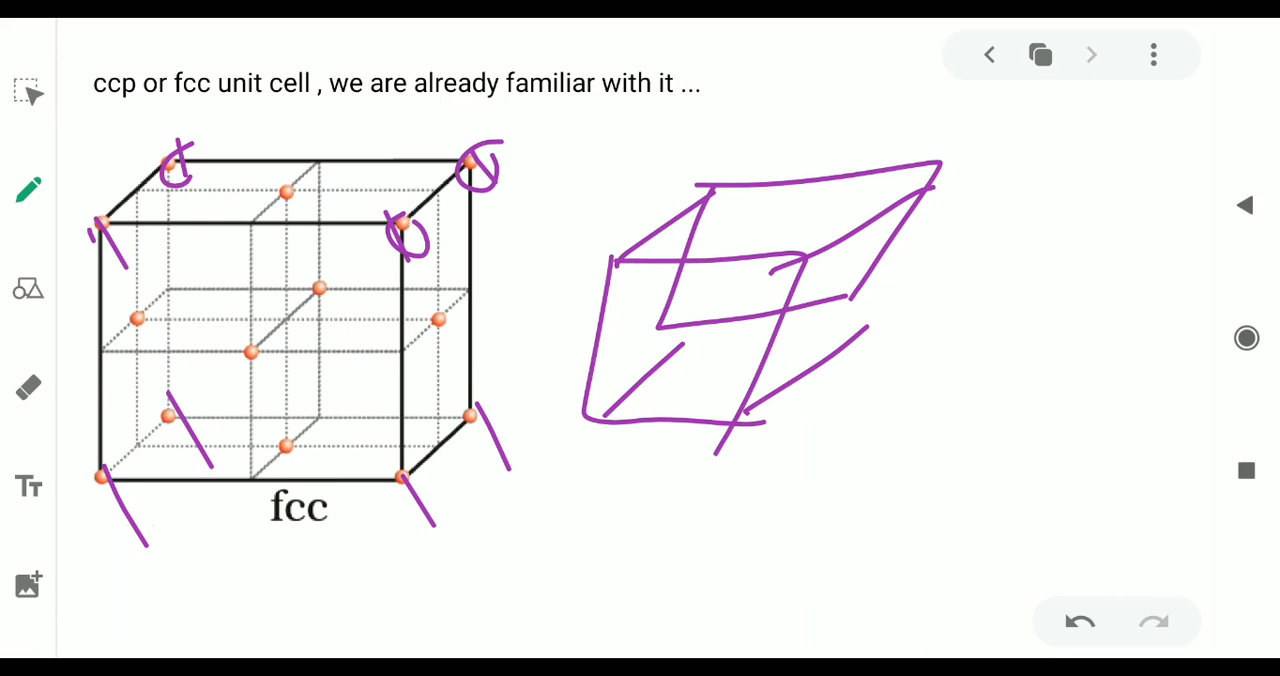 ccp or fcc unit cell , we are already familiar with it ...
fcc